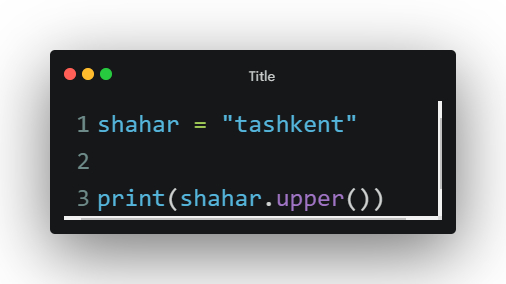 Title
1 shahar = "tashkent"
2
3 print(shahar.upper())